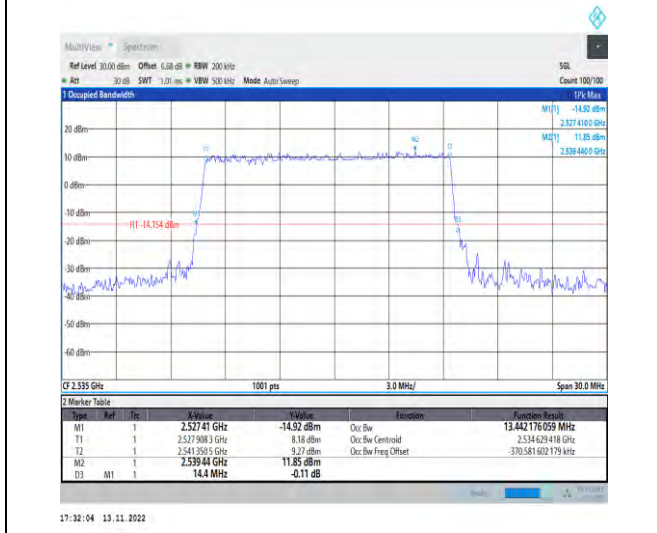 MultiView Spectrum
Ref Level 30.00 dBm Offset 6.68 dB RBW 200 kHz SGL
Att 30 dB SWT 1.01 ms VBW 500 kHz Mode Auto Sweep Count 100/100
1 Occupied Bandwidth 1Pk Max
M1[1] -14.92 dBm
2.527 410 0 GHz
M2[1] 11.85 dBm
2.539 440 0 GHz
20 dBm
10 dBm
0 dBm
-10 dBm
H1 -14.154 dBm
-20 dBm
-30 dBm
-40 dBm
-50 dBm
-60 dBm
T1
M2
T2
M1
D3
CF 2.535 GHz 1001 pts 3.0 MHz/ Span 30.0 MHz
2 Marker Table
Type Ref Trc X-Value Y-Value Function Function Result
M1 1 2.527 41 GHz -14.92 dBm Occ Bw 13.442 176 059 MHz
T1 1 2.527 908 3 GHz 8.18 dBm Occ Bw Centroid 2.534 629 418 GHz
T2 1 2.541 350 5 GHz 9.27 dBm Occ Bw Freq Offset -370.581 602 179 kHz
M2 1 2.539 44 GHz 11.85 dBm
D3 M1 1 14.4 MHz -0.11 dB
17:32:04 13.11.2022